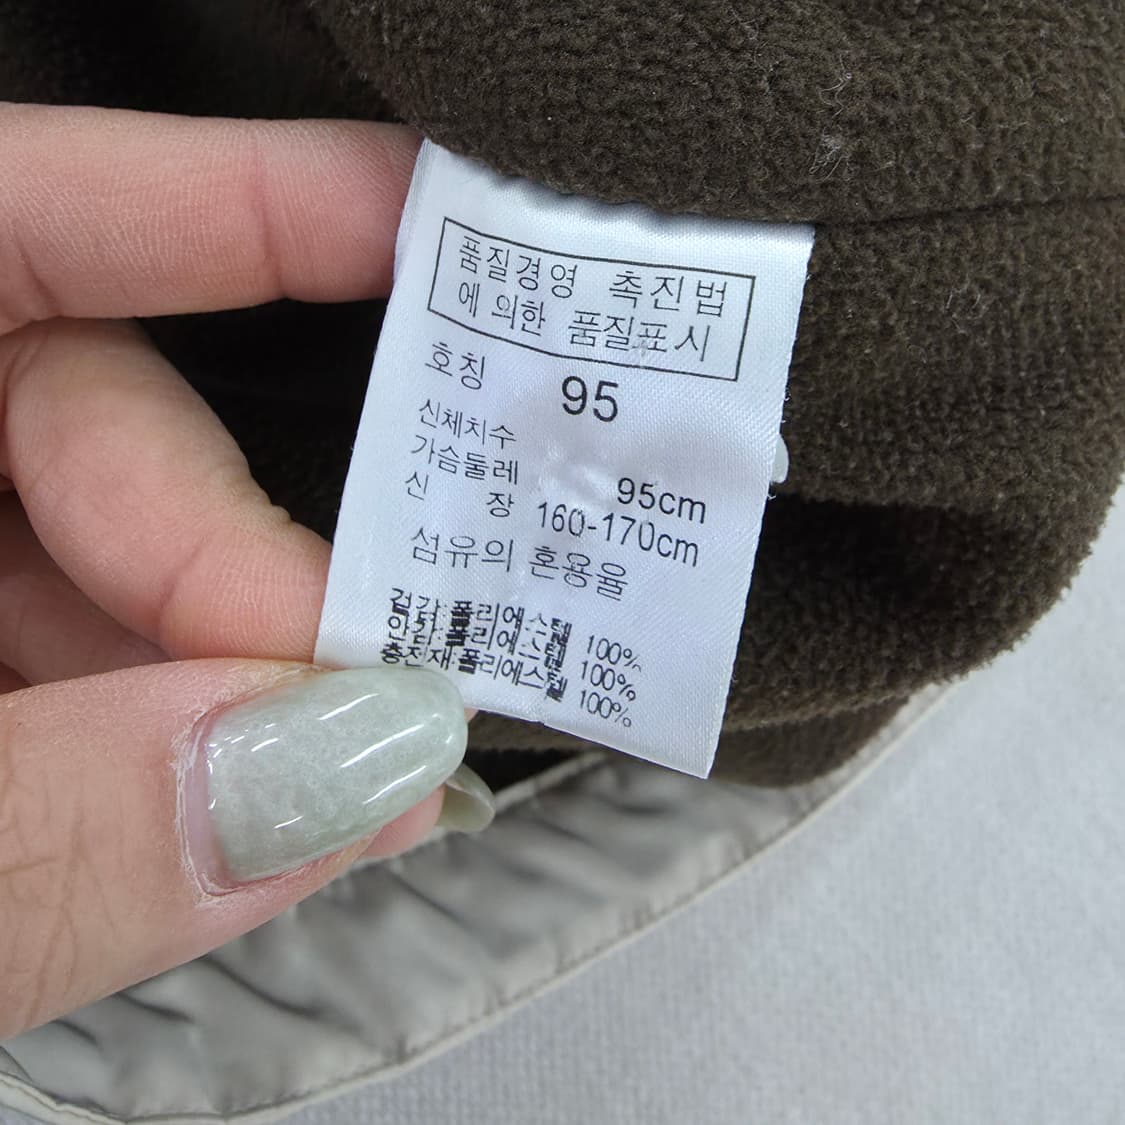 품질경영 촉진법
에 의한 품질표시
호칭 95
신체치수
가슴둘레 95cm
신 장 160-170cm
섬유의 혼용율
겉감:폴리에스텔 100%
안감:폴리에스텔 100%
충전재:폴리에스텔 100%